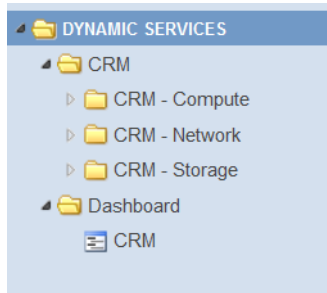 DYNAMIC SERVICES
CRM
CRM - Compute
CRM - Network
CRM - Storage
Dashboard
CRM